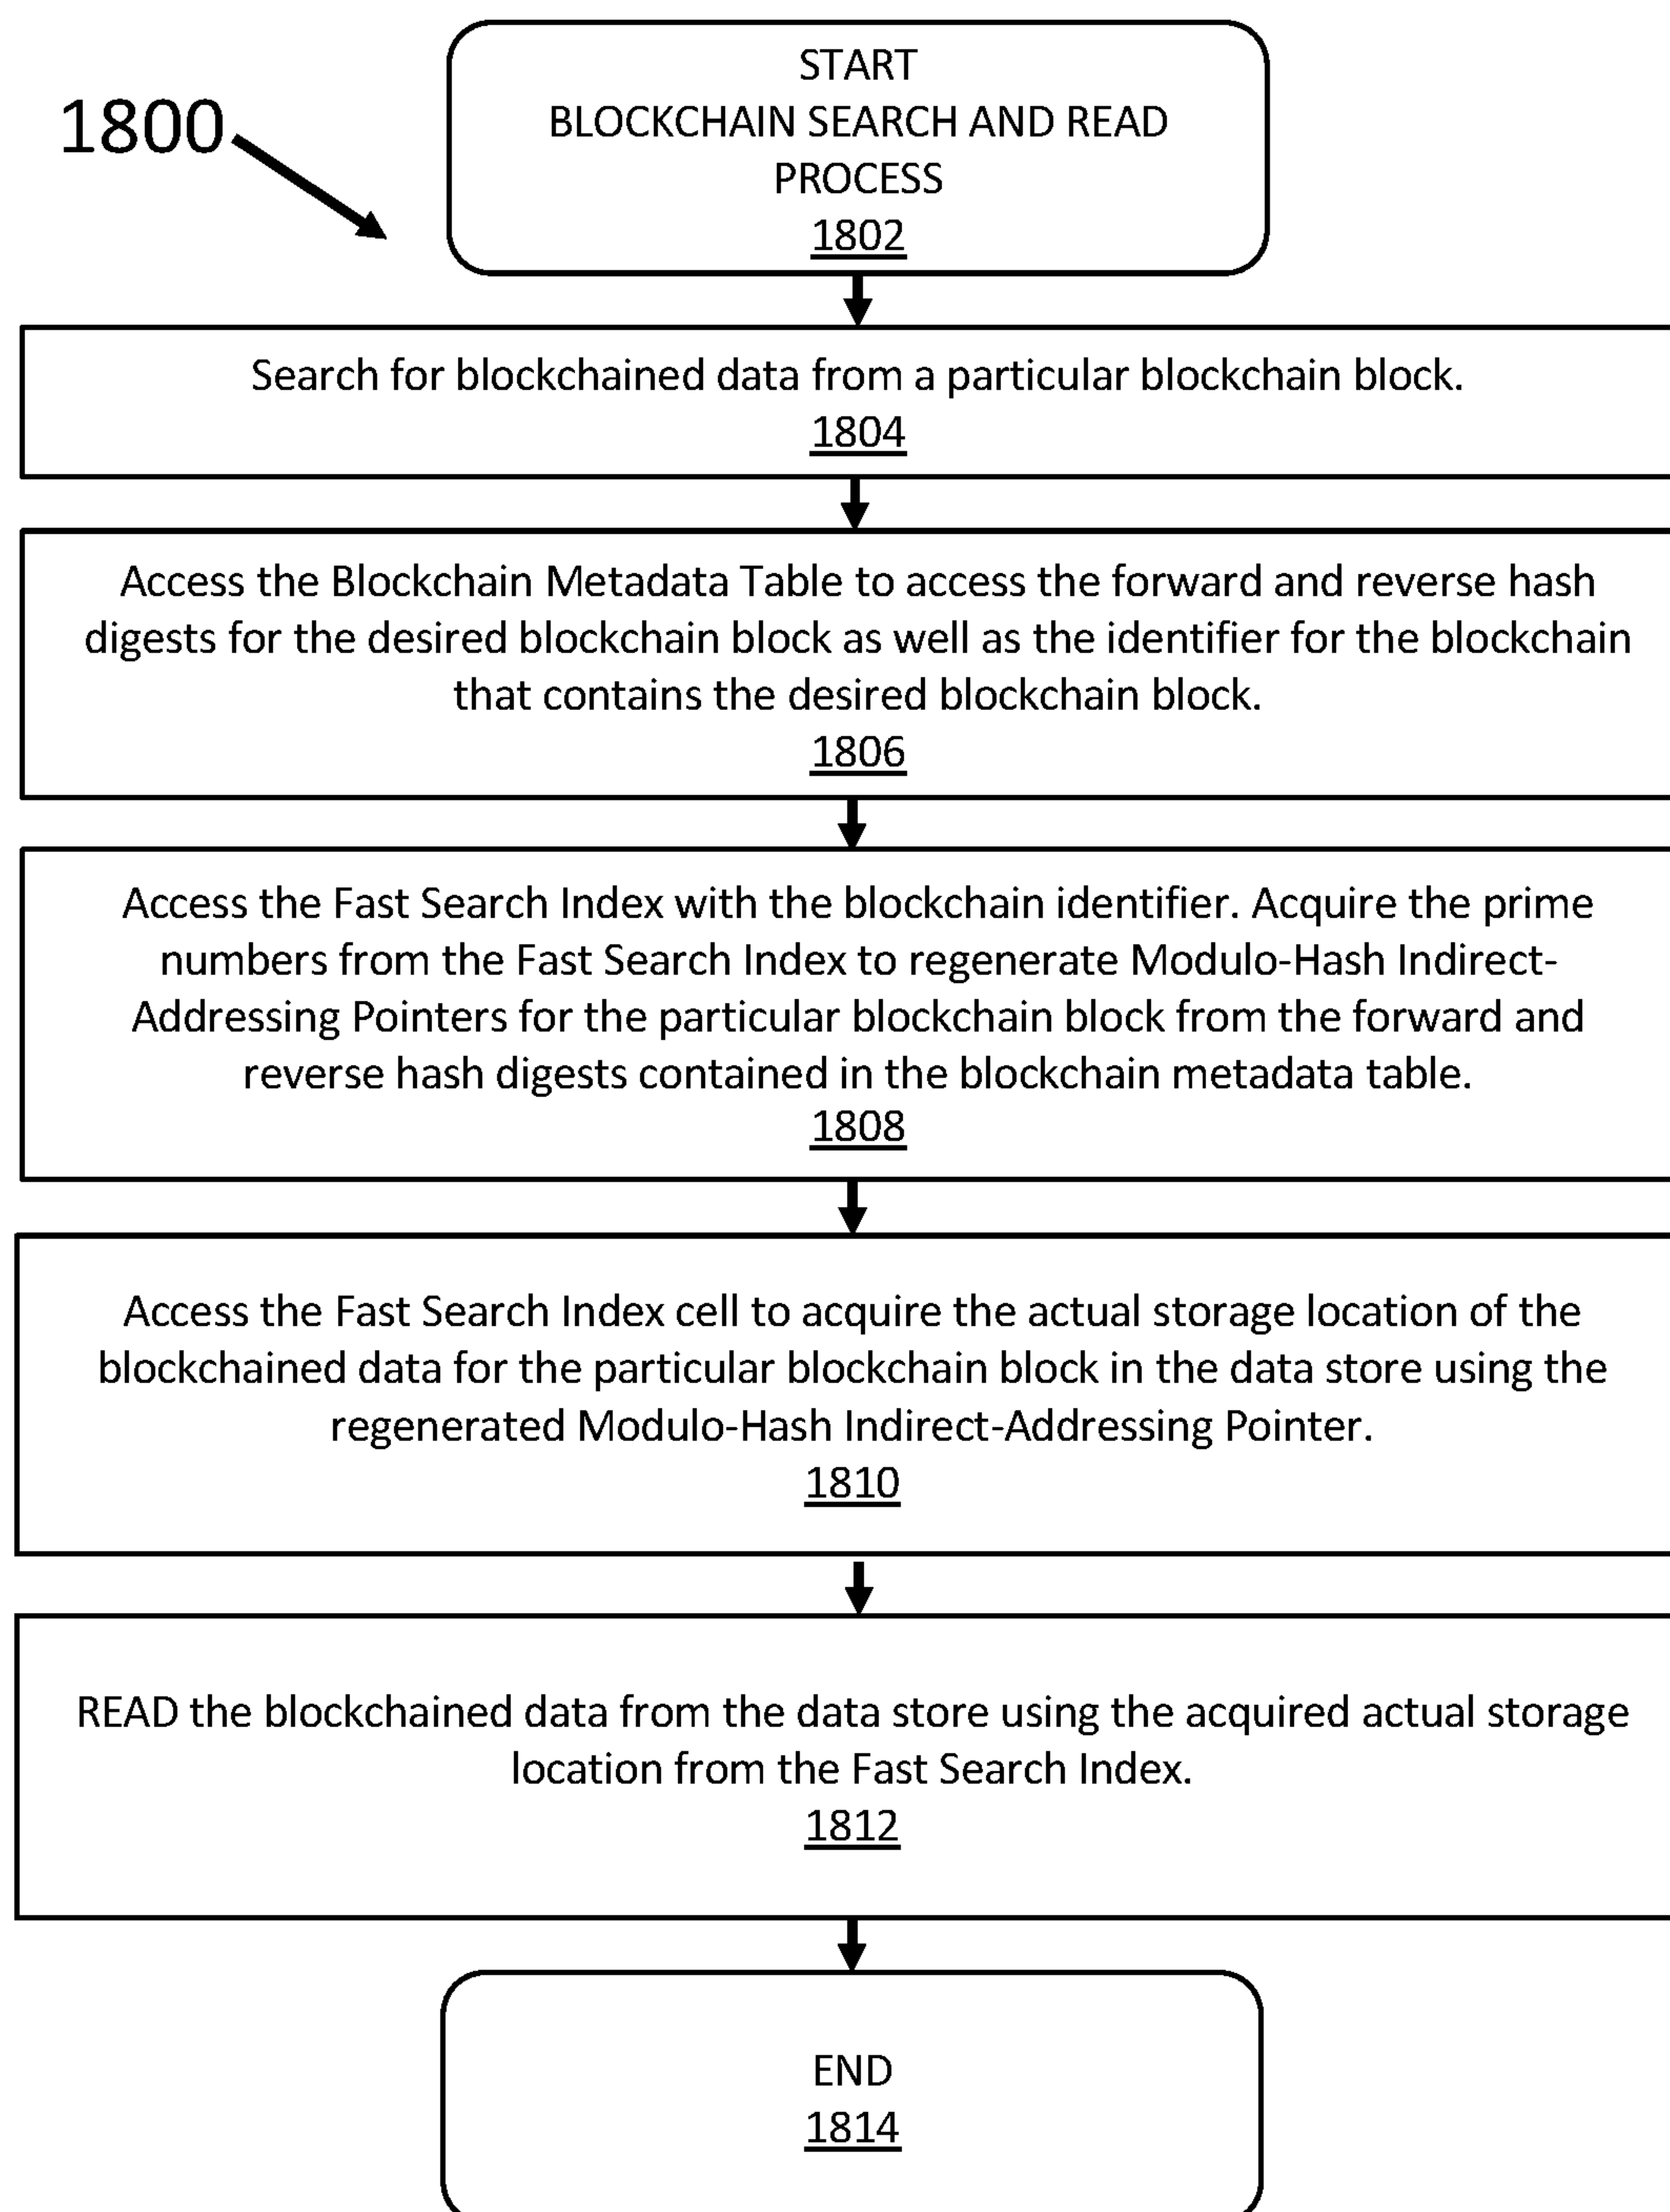 1800
START
BLOCKCHAIN SEARCH AND READ
PROCESS
1802
Search for blockchained data from a particular blockchain block.
1804
Access the Blockchain Metadata Table to access the forward and reverse hash
digests for the desired blockchain block as well as the identifier for the blockchain
that contains the desired blockchain block.
1806
Access the Fast Search Index with the blockchain identifier. Acquire the prime
numbers from the Fast Search Index to regenerate Modulo-Hash Indirect-
Addressing Pointers for the particular blockchain block from the forward and
reverse hash digests contained in the blockchain metadata table.
1808
Access the Fast Search Index cell to acquire the actual storage location of the
blockchained data for the particular blockchain block in the data store using the
regenerated Modulo-Hash Indirect-Addressing Pointer.
1810
READ the blockchained data from the data store using the acquired actual storage
location from the Fast Search Index.
1812
END
1814